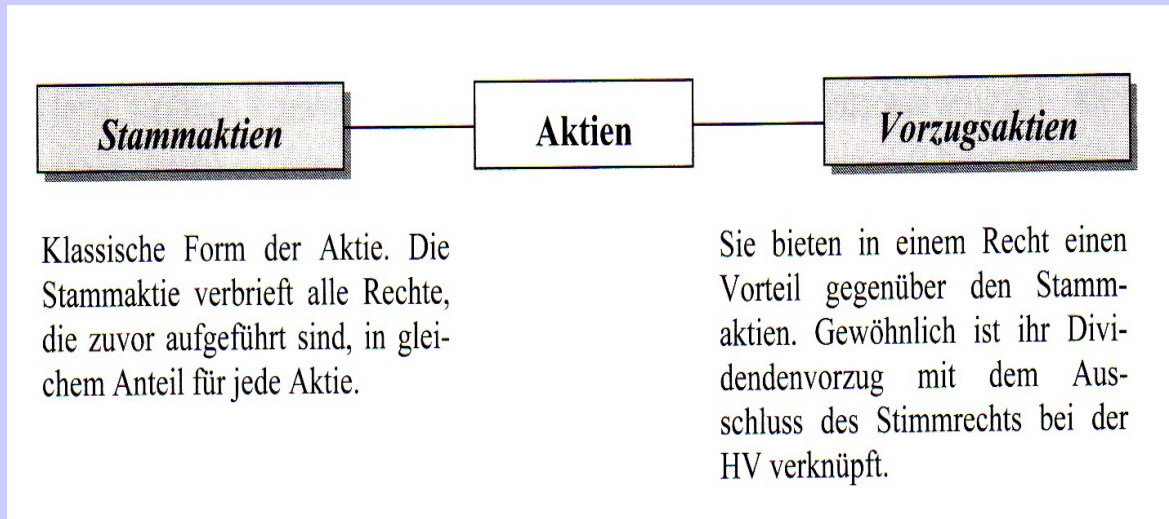 Stammaktien
Aktien
Vorzugsaktien
Klassische Form der Aktie. Die
Stammaktie verbrieft alle Rechte,
die zuvor aufgeführt sind, in glei-
chem Anteil für jede Aktie.
Sie bieten in einem Recht einen
Vorteil gegenüber den Stamm-
aktien. Gewöhnlich ist ihr Divi-
dendenvorzug mit dem Aus-
schluss des Stimmrechts bei der
HV verknüpft.